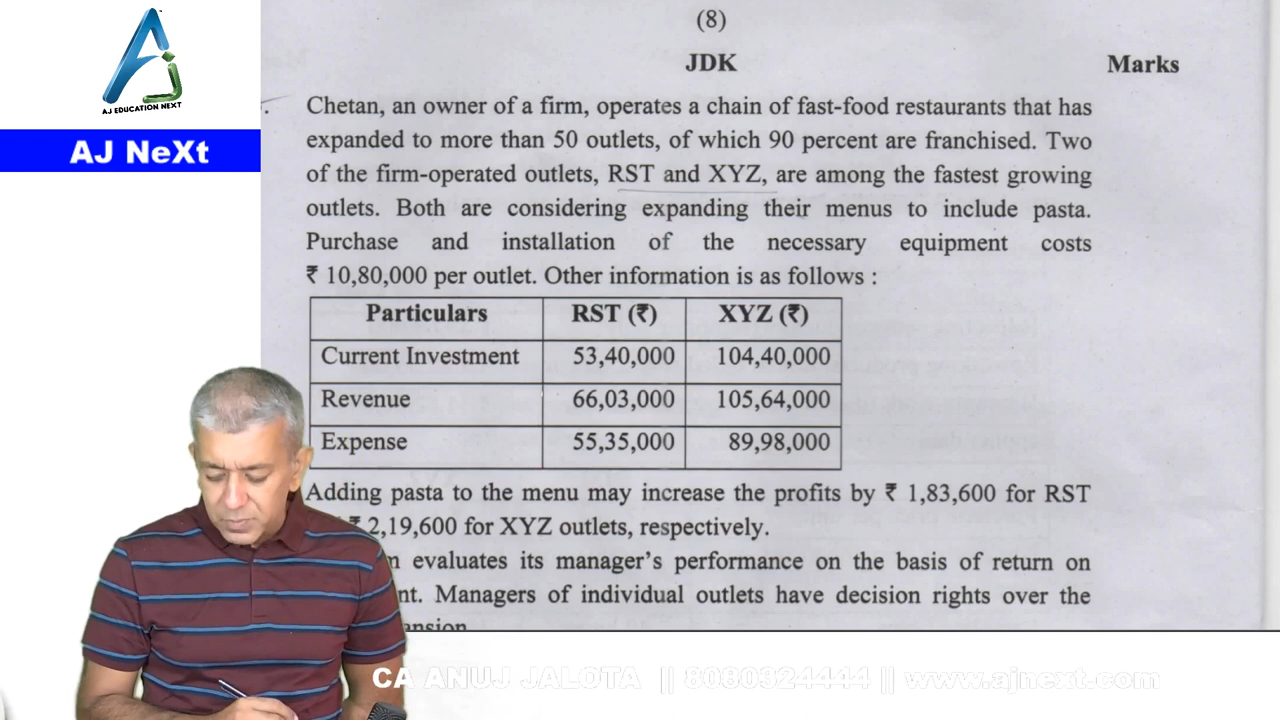 (8)
JDK Marks
AJ EDUCATION NEXT
AJ NeXt
Chetan, an owner of a firm, operates a chain of fast-food restaurants that has
expanded to more than 50 outlets, of which 90 percent are franchised. Two
of the firm-operated outlets, RST and XYZ, are among the fastest growing
outlets. Both are considering expanding their menus to include pasta.
Purchase and installation of the necessary equipment costs
₹ 10,80,000 per outlet. Other information is as follows :
Particulars RST (₹) XYZ (₹)
Current Investment 53,40,000 104,40,000
Revenue 66,03,000 105,64,000
Expense 55,35,000 89,98,000
Adding pasta to the menu may increase the profits by ₹ 1,83,600 for RST
₹ 2,19,600 for XYZ outlets, respectively.
evaluates its manager's performance on the basis of return on
Managers of individual outlets have decision rights over the
CA ANUJ JALOTA || 8080924444 || www.ajnext.com